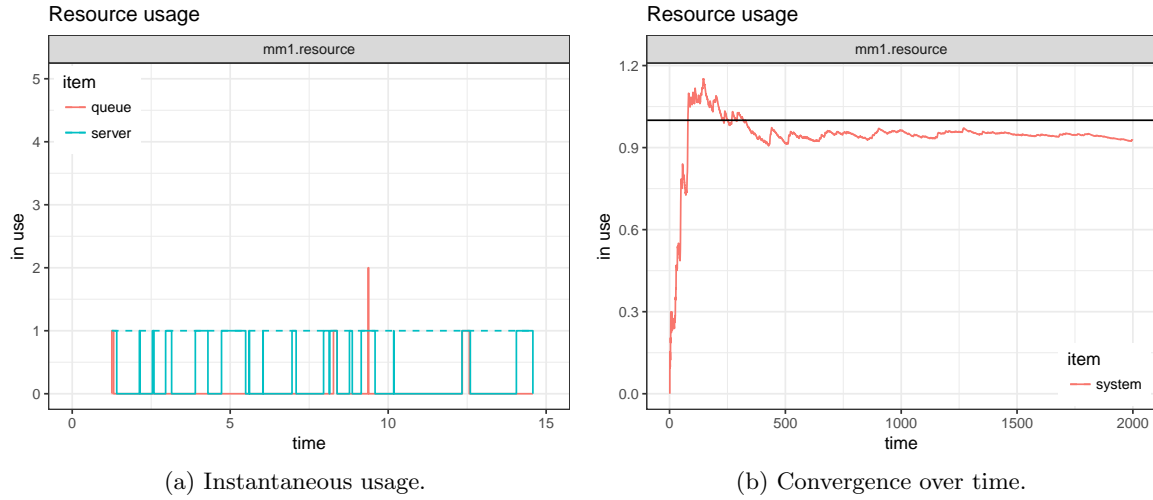 Resource usage
mm1.resource
item
queue
server
5
4
3
2
1
0
in use
0 5 10 15
time
(a) Instantaneous usage.
Resource usage
mm1.resource
1.2
0.9
0.6
0.3
0.0
in use
item
system
0 500 1000 1500 2000
time
(b) Convergence over time.